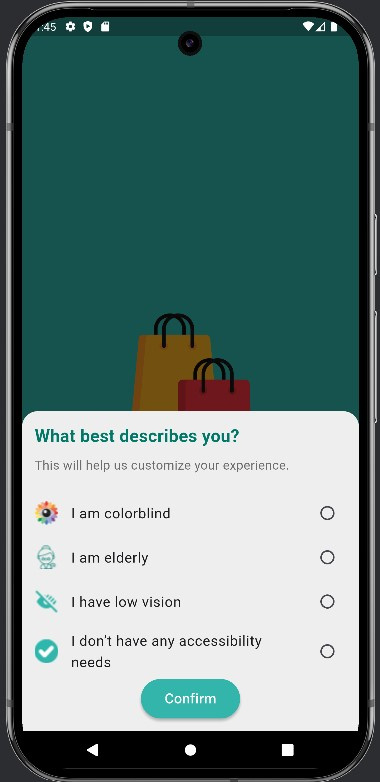 :45
What best describes you?
This will help us customize your experience.
I am colorblind
I am elderly
I have low vision
I don't have any accessibility
needs
Confirm